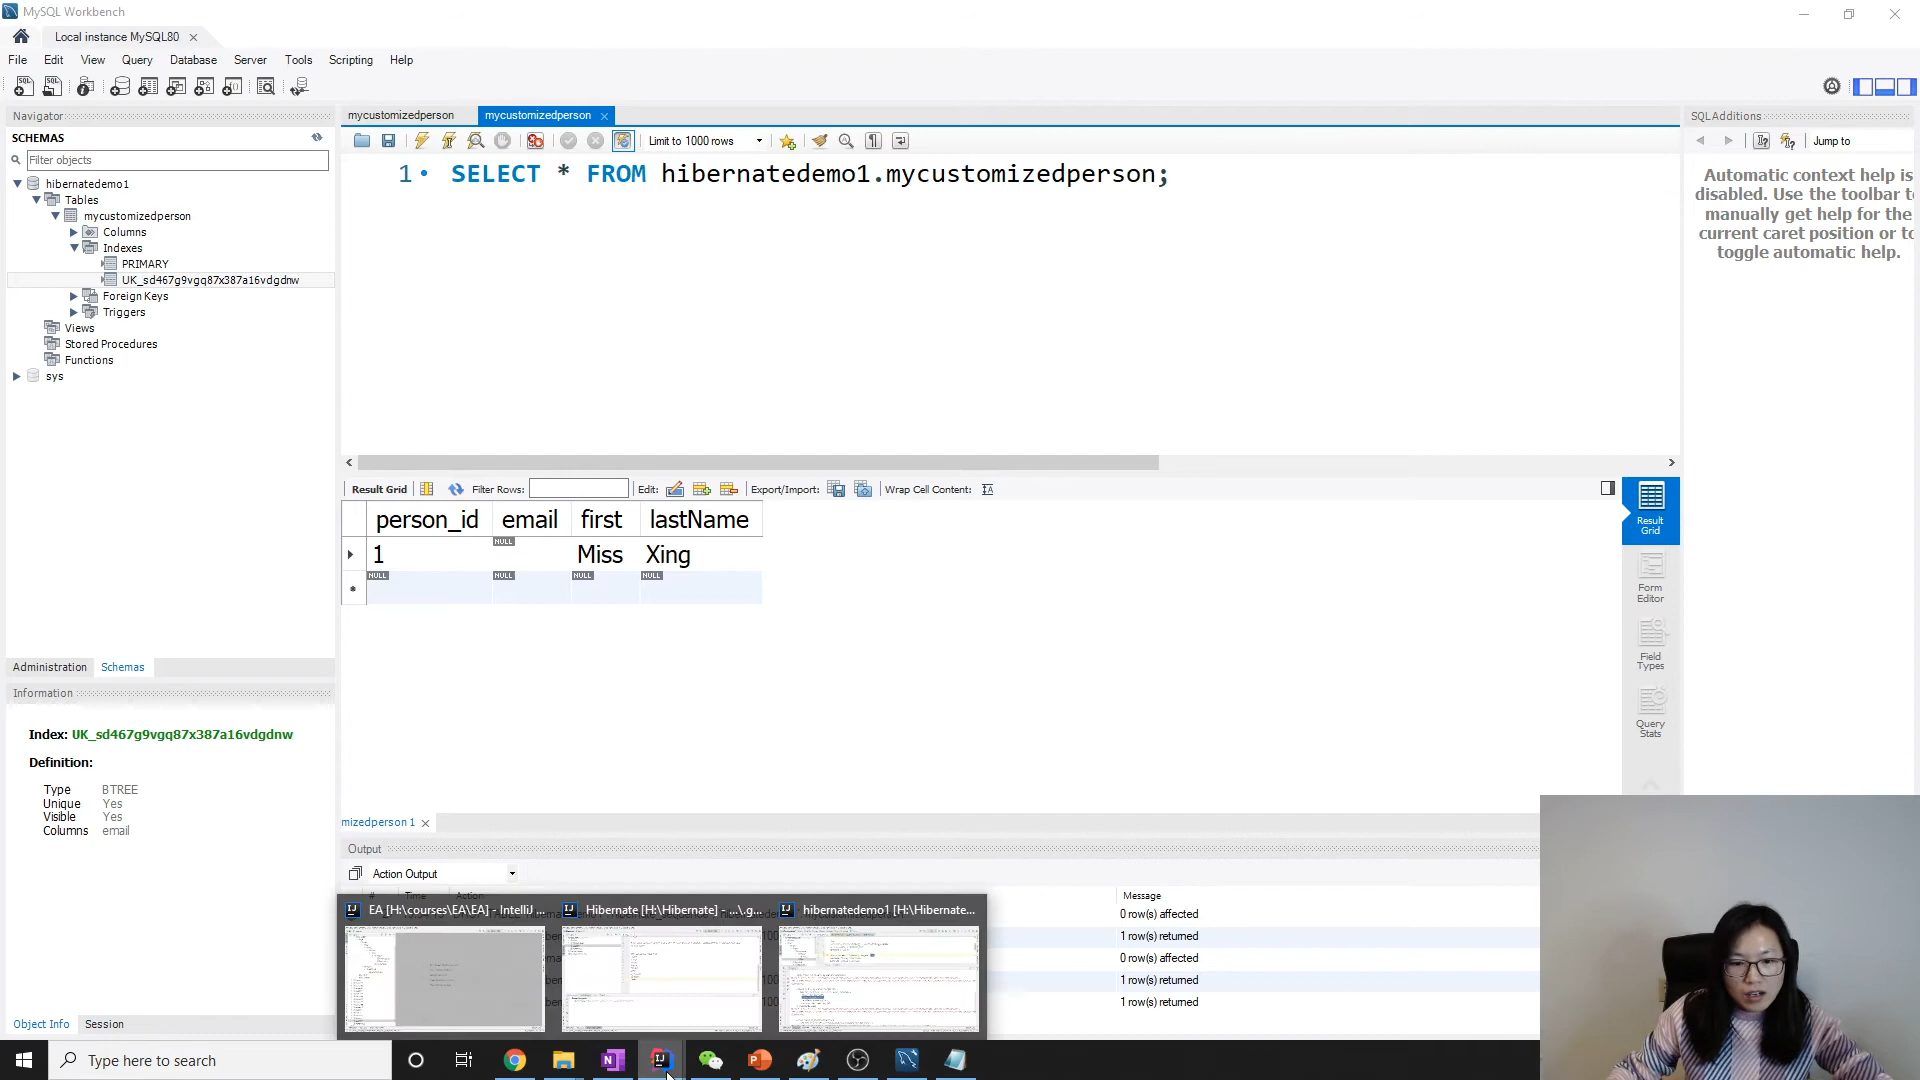 MySQL Workbench
Local instance MySQL80
File Edit View Query Database Server Tools Scripting Help
Navigator
SCHEMAS
Filter objects
hibernatedemo1
Tables
mycustomizedperson
Columns
Indexes
PRIMARY
UK_sd467g9vgq87x387a16vdgdnw
Foreign Keys
Triggers
Views
Stored Procedures
Functions
sys
Administration Schemas
Information
Index: UK_sd467g9vgq87x387a16vdgdnw
Definition:
Type BTREE
Unique Yes
Visible Yes
Columns email
Object Info Session
mycustomizedperson mycustomizedperson
Limit to 1000 rows
1 SELECT * FROM hibernatedemo1.mycustomizedperson;
Result Grid Filter Rows: Edit: Export/Import: Wrap Cell Content:
person_id email first lastName
1 NULL Miss Xing
NULL NULL NULL NULL
Result Grid
Form Editor
Field Types
Query Stats
mizedperson 1
Output
Action Output
# Time Action Message
0 row(s) affected
1 row(s) returned
0 row(s) affected
1 row(s) returned
1 row(s) returned
SQLAdditions
Jump to
Automatic context help is
disabled. Use the toolbar t
manually get help for the
current caret position or tc
toggle automatic help.
EA [H:\courses\EA\EA] - IntelliJ ...
Hibernate [H:\Hibernate] - ...\.g...
hibernatedemo1 [H:\Hibernate...
Type here to search